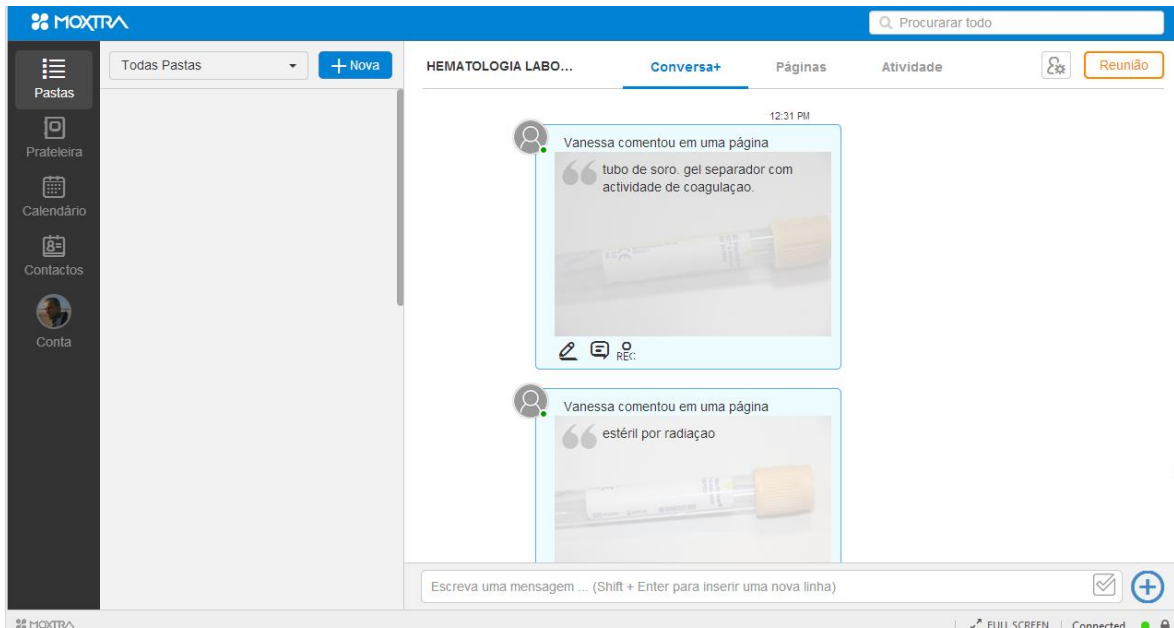 MOXTRA
Procurarar todo
Pastas
Prateleira
Calendário
Contactos
Conta
Todas Pastas
+ Nova
HEMATOLOGIA LABO...
Conversa+
Páginas
Atividade
Reunião
12:31 PM
Vanessa comentou em uma página
tubo de soro. gel separador com
actividade de coagulaçao.
REC
Vanessa comentou em uma página
estéril por radiaçao
Escreva uma mensagem ... (Shift + Enter para inserir uma nova linha)
MOXTRA
FULL SCREEN
Connected